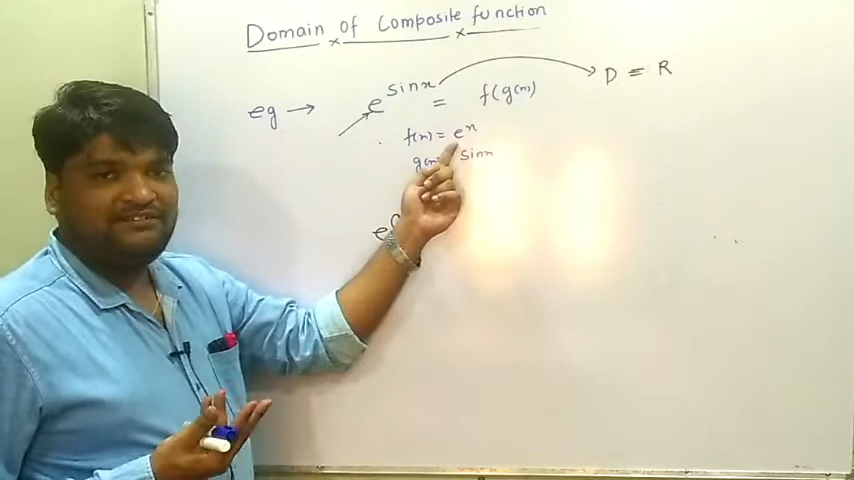 Domain of Composite function
eg → e^sinx = f(g(x)) → D ≡ R
f(x) = e^x
g(x) sinx
e